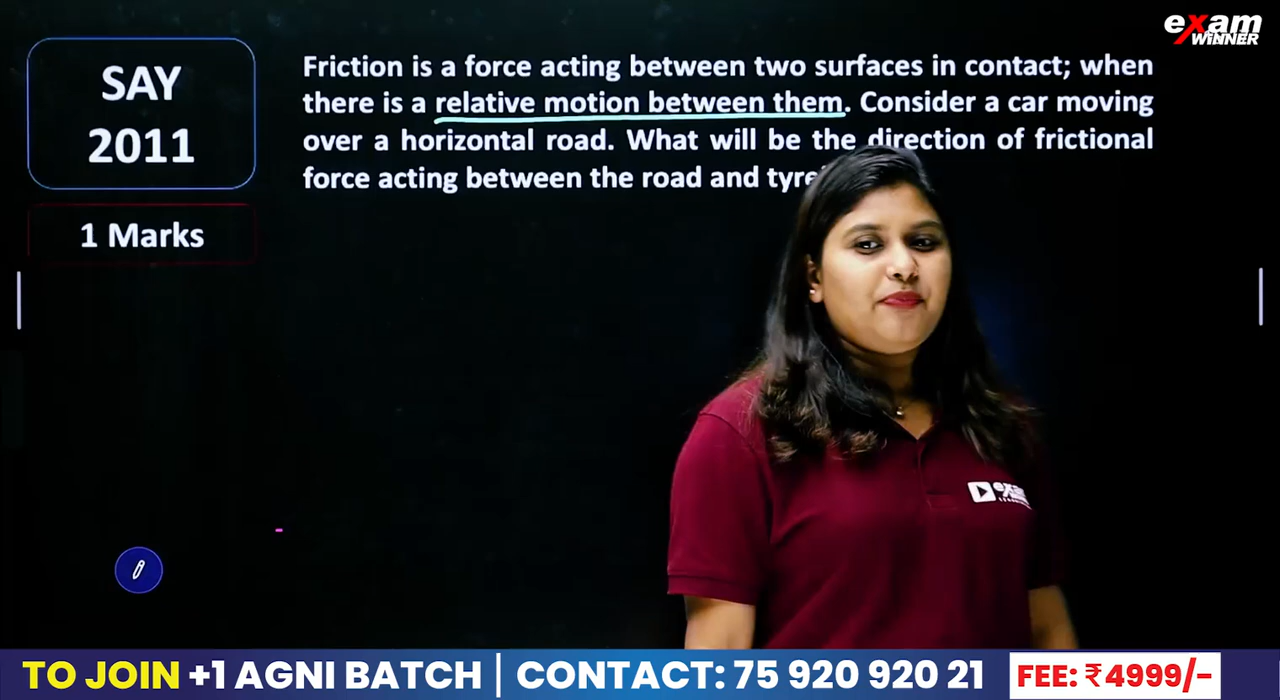 exam
WINNER
SAY
2011
1 Marks
Friction is a force acting between two surfaces in contact; when
there is a relative motion between them. Consider a car moving
over a horizontal road. What will be the direction of frictional
force acting between the road and tyre
TO JOIN +1 AGNI BATCH | CONTACT: 75 920 920 21
FEE: ₹4999/-